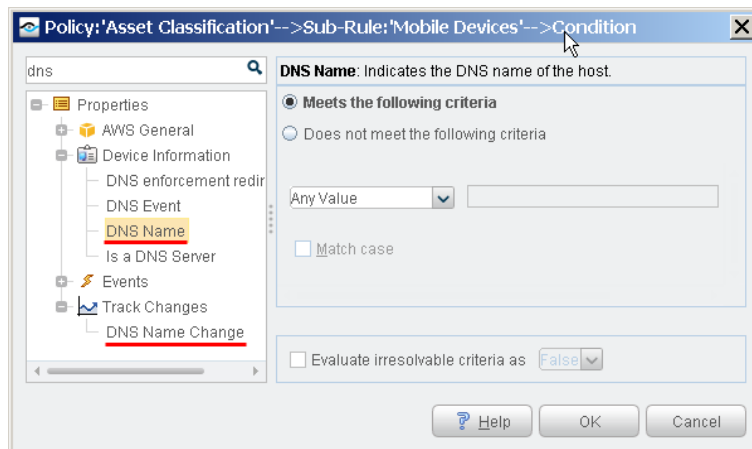 Policy:'Asset Classification'-->Sub-Rule:'Mobile Devices'-->Condition
dns
Properties
AWS General
Device Information
DNS enforcement redir
DNS Event
DNS Name
Is a DNS Server
Events
Track Changes
DNS Name Change
DNS Name: Indicates the DNS name of the host.
Meets the following criteria
Does not meet the following criteria
Any Value
Match case
Evaluate irresolvable criteria as False
Help OK Cancel